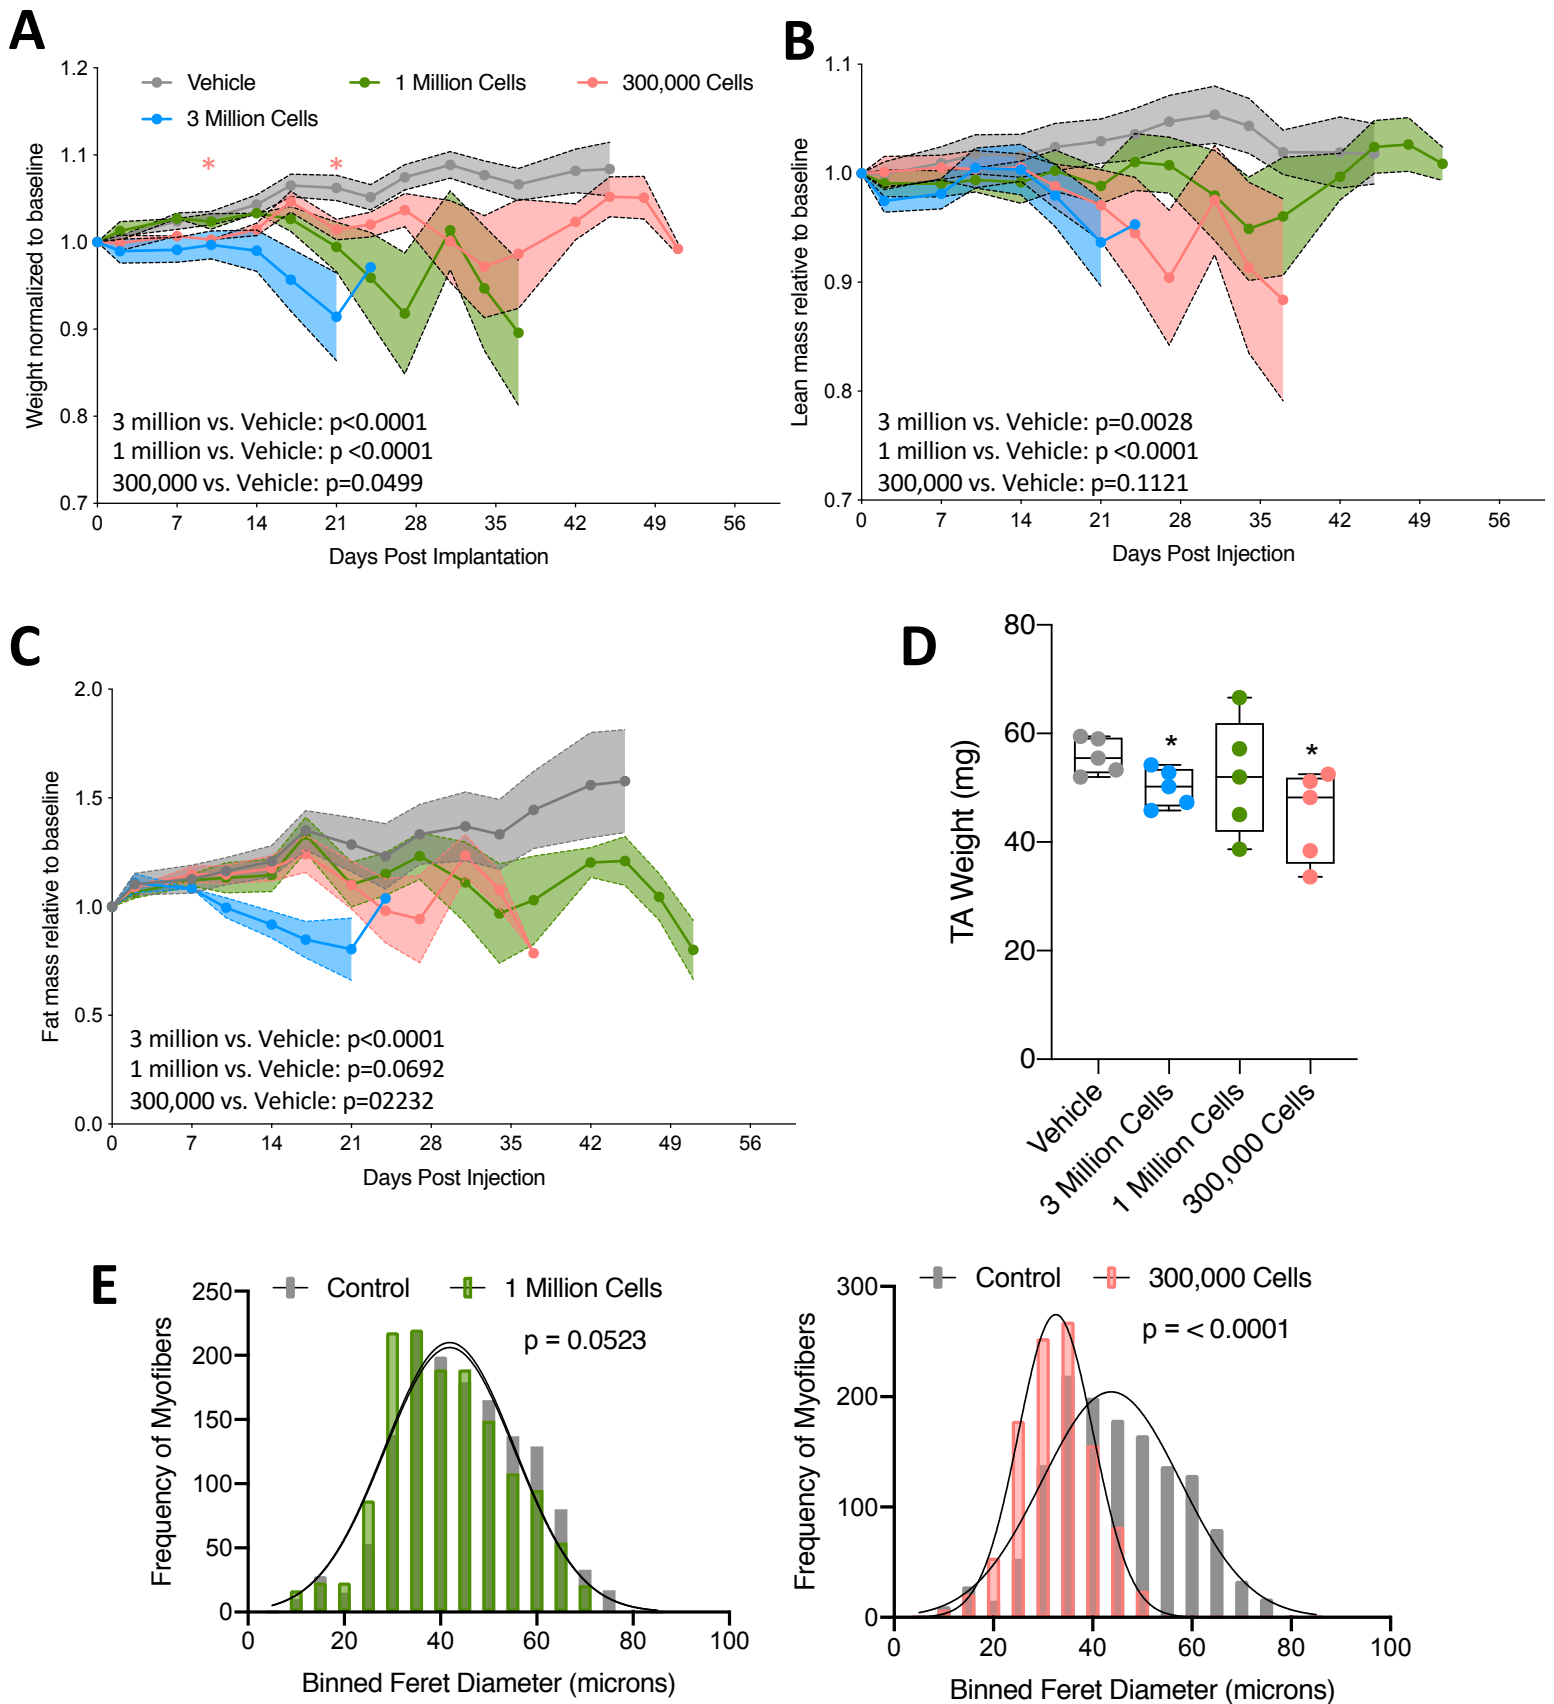 A
1.2
1.1
1.0
0.9
0.8
0.7
Weight normalized to baseline
Vehicle
1 Million Cells
300,000 Cells
3 Million Cells
*
*
3 million vs. Vehicle: p<0.0001
1 million vs. Vehicle: p <0.0001
300,000 vs. Vehicle: p=0.0499
0 7 14 21 28 35 42 49 56
Days Post Implantation
B
1.1
1.0
0.9
0.8
0.7
Lean mass relative to baseline
3 million vs. Vehicle: p=0.0028
1 million vs. Vehicle: p <0.0001
300,000 vs. Vehicle: p=0.1121
0 7 14 21 28 35 42 49 56
Days Post Injection
C
2.0
1.5
1.0
0.5
0.0
Fat mass relative to baseline
3 million vs. Vehicle: p<0.0001
1 million vs. Vehicle: p=0.0692
300,000 vs. Vehicle: p=02232
0 7 14 21 28 35 42 49 56
Days Post Injection
D
80
60
40
20
0
TA Weight (mg)
*
*
Vehicle
3 Million Cells
1 Million Cells
300,000 Cells
E
Control
1 Million Cells
p = 0.0523
250
200
150
100
50
0
Frequency of Myofibers
0 20 40 60 80 100
Binned Feret Diameter (microns)
Control
300,000 Cells
p = < 0.0001
300
200
100
0
Frequency of Myofibers
0 20 40 60 80 100
Binned Feret Diameter (microns)